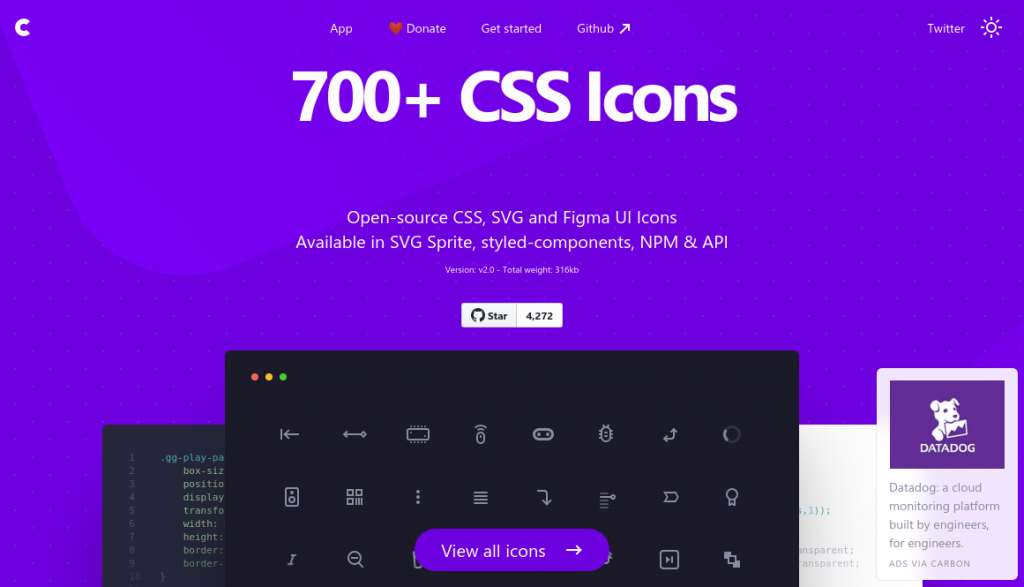 C
App
Donate
Get started
Github
Twitter
700+ CSS Icons
Open-source CSS, SVG and Figma UI Icons
Available in SVG Sprite, styled-components, NPM & API
Version: v2.0 - Total weight: 316kb
Star
4,272
1 .gg-play-pa
2 box-siz
3 positio
4 display
5 transfo
6 width:
7 height:
8 border:
9 border-
10 }
s,1));
ansparent;
ransparent;
View all icons
DATADOG
Datadog: a cloud
monitoring platform
built by engineers,
for engineers.
ADS VIA CARBON